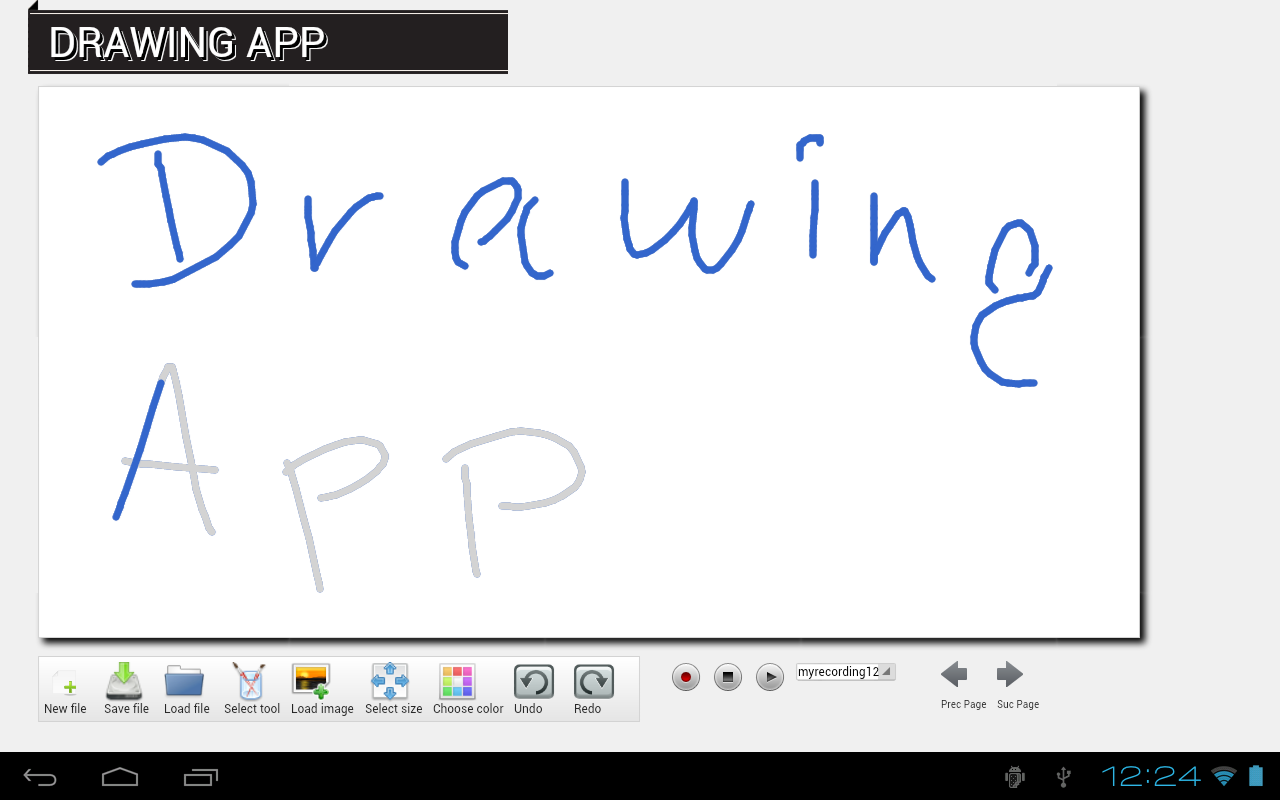 DRAWING APP
Drawing
App
New file Save file Load file Select tool Load image Select size Choose color Undo Redo
myrecording12
Prec Page Suc Page
12:24